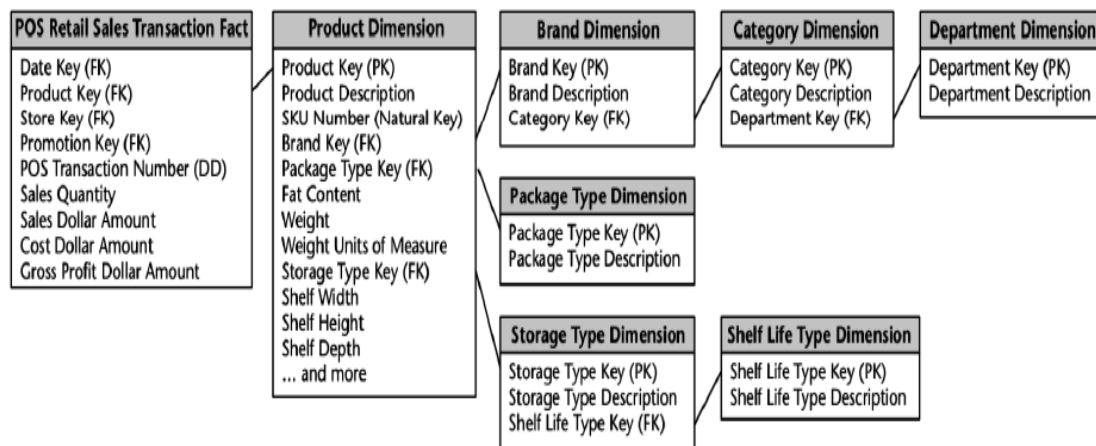 POS Retail Sales Transaction Fact
Date Key (FK)
Product Key (FK)
Store Key (FK)
Promotion Key (FK)
POS Transaction Number (DD)
Sales Quantity
Sales Dollar Amount
Cost Dollar Amount
Gross Profit Dollar Amount
Product Dimension
Product Key (PK)
Product Description
SKU Number (Natural Key)
Brand Key (FK)
Package Type Key (FK)
Fat Content
Weight
Weight Units of Measure
Storage Type Key (FK)
Shelf Width
Shelf Height
Shelf Depth
... and more
Brand Dimension
Brand Key (PK)
Brand Description
Category Key (FK)
Category Dimension
Category Key (PK)
Category Description
Department Key (FK)
Department Dimension
Department Key (PK)
Department Description
Package Type Dimension
Package Type Key (PK)
Package Type Description
Storage Type Dimension
Storage Type Key (PK)
Storage Type Description
Shelf Life Type Key (FK)
Shelf Life Type Dimension
Shelf Life Type Key (PK)
Shelf Life Type Description